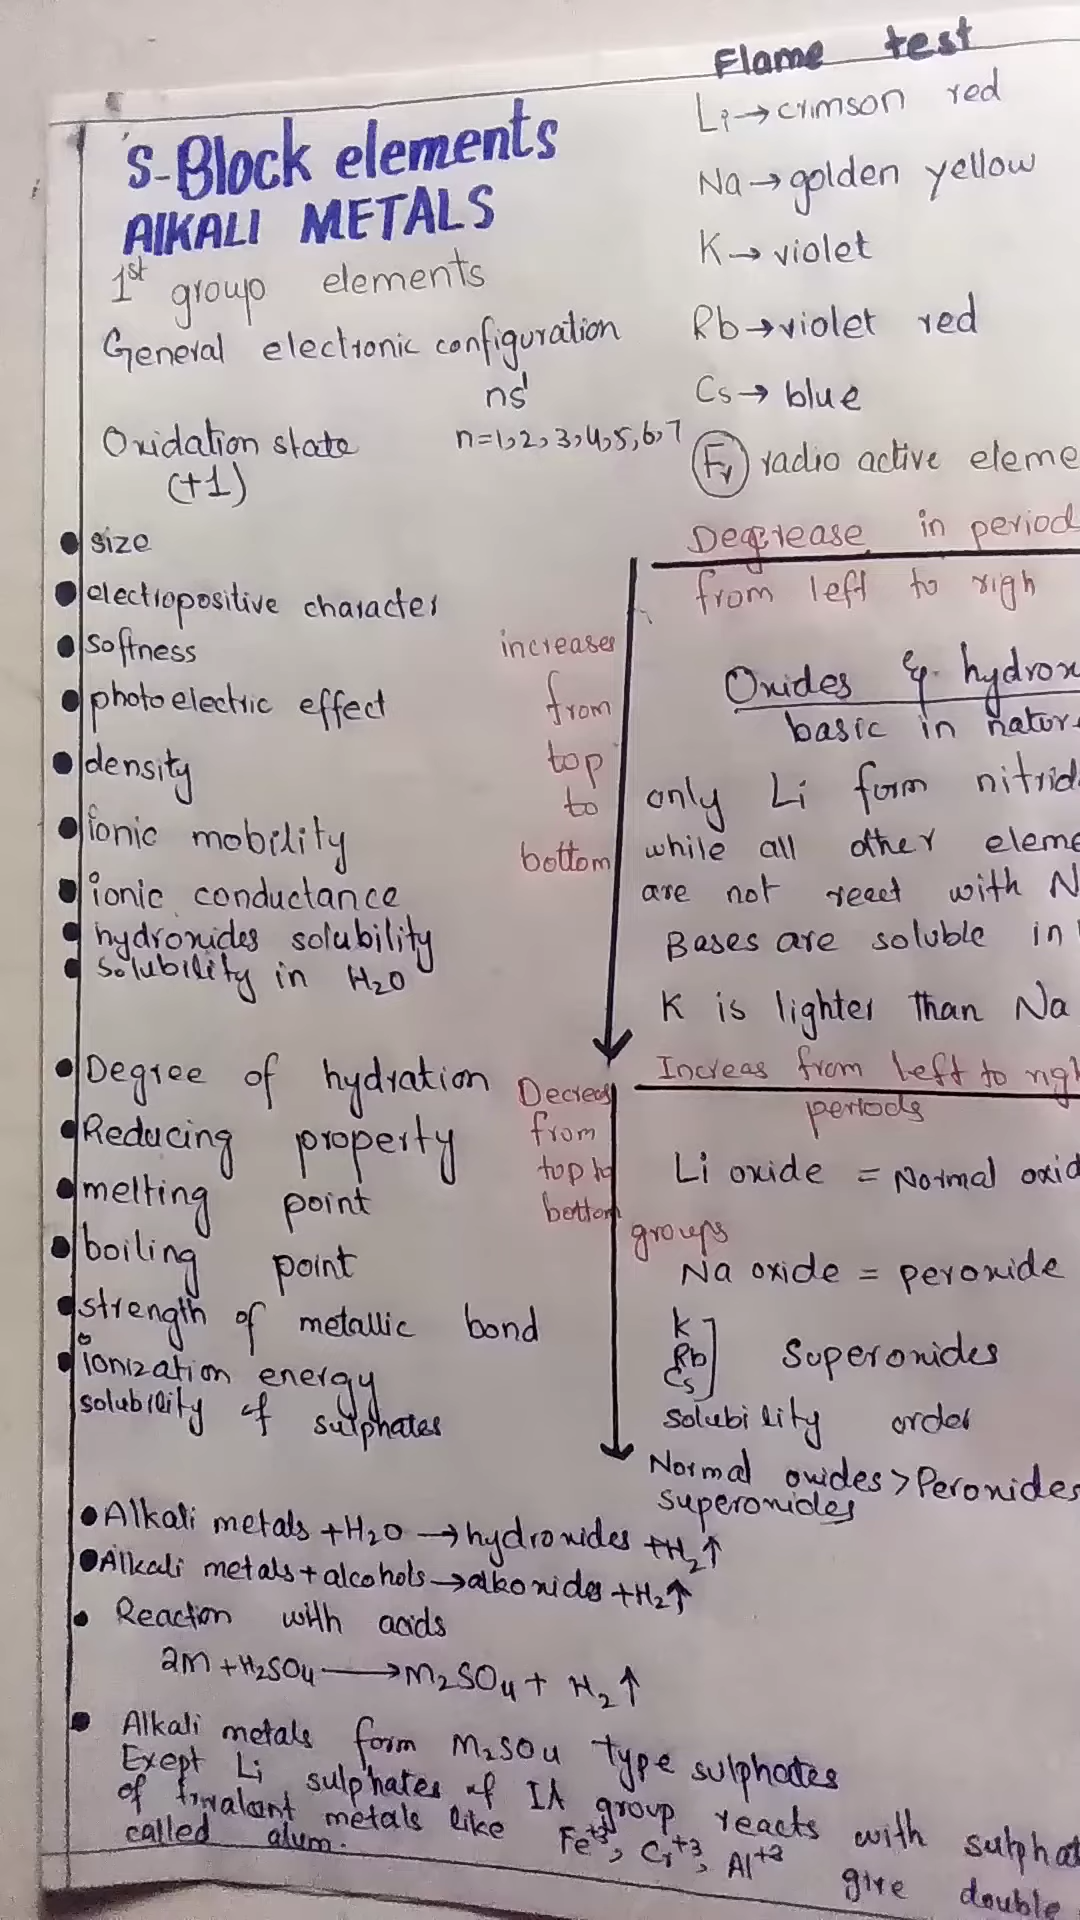 s-Block elements
AlKALI METALS
1st group elements
General electronic configuration
ns1
Oxidation state n=1,2,3,4,5,6,7
(+1)
Flame test
Li→crimson red
Na→golden yellow
K→violet
Rb→violet red
Cs→blue
Fr radio active eleme
• size
• electropositive character
• softness
• photoelectric effect
• density
• ionic mobility
• ionic conductance
• hydroxides solubility
• solubility in H2O
increases
from
top
to
bottom
Decrease in period
from left to righ
Oxides & hydrox
basic in natur
only Li form nitrid
while all other eleme
are not react with N
Bases are soluble in
K is lighter than Na
• Degree of hydration
• Reducing property
• melting point
• boiling point
• strength of metallic bond
• ionization energy
solubility of sulphates
Decreas
from
top to
bottom
Increas from left to righ
periods
Li oxide = Normal oxid
groups
Na oxide = peroxide
K
Rb
Cs
Superoxides
solubility order
Normal oxides>Peroxides
superoxides
• Alkali metals+H2O→hydroxides+H2↑
• Alkali metals+alcohols→alkoxides+H2↑
• Reaction with acids
2M+H2SO4→M2SO4+H2↑
• Alkali metals form M2SO4 type sulphates
Exept Li sulphates of IA group reacts with sulphat
of trivalent metals like Fe+3, Cr+3, Al+3 give double
called alum.